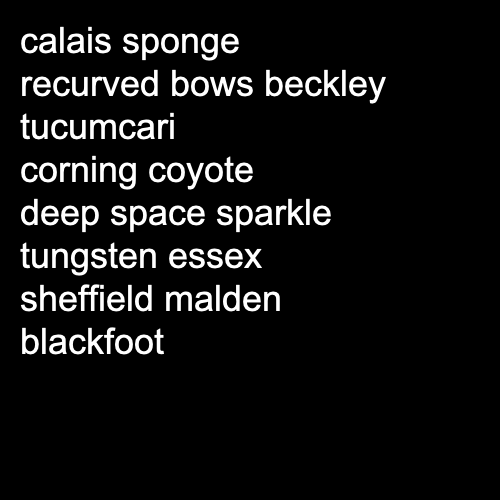 calais sponge
recurved bows beckley
tucumcari
corning coyote
deep space sparkle
tungsten essex
sheffield malden
blackfoot